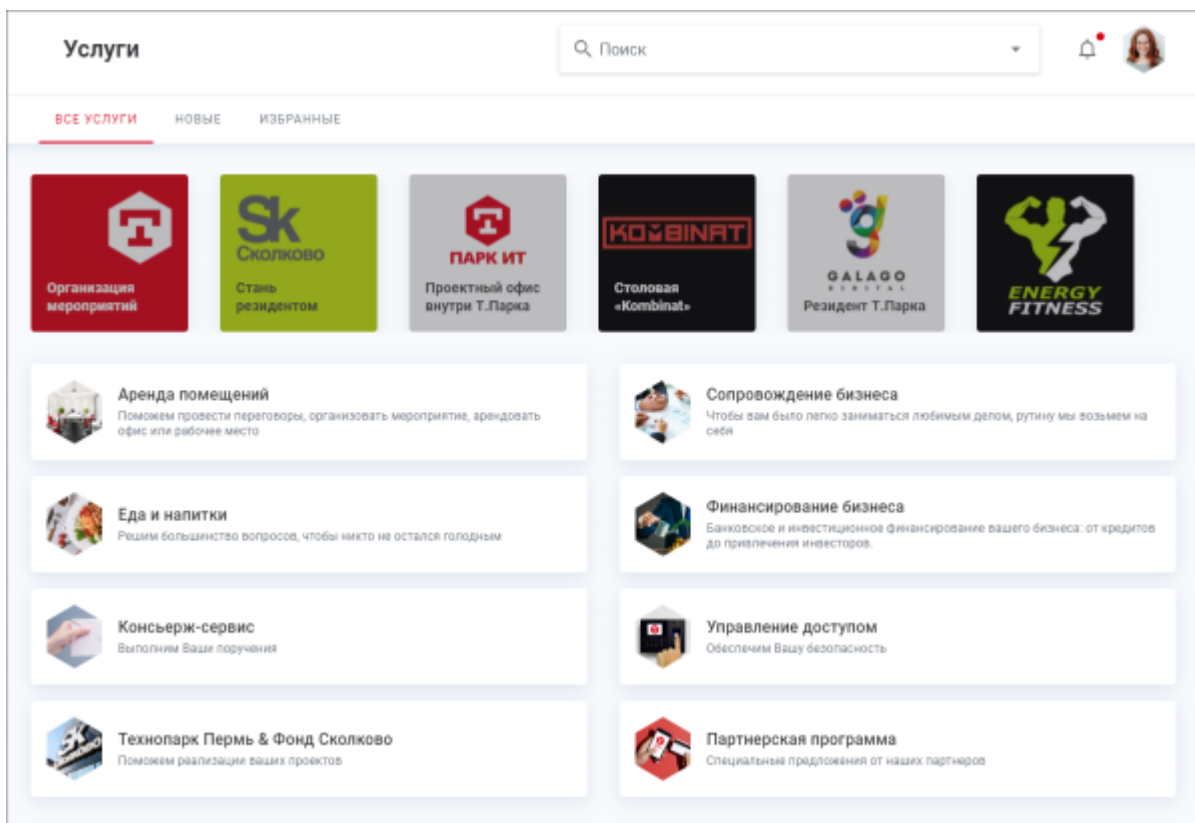 Услуги
Поиск
ВСЕ УСЛУГИ
НОВЫЕ
ИЗБРАННЫЕ
Организация
мероприятий
Sk
Сколково
Стань
резидентом
ПАРК ИТ
Проектный офис
внутри Т.Парка
KOMBINAT
Столовая
«Kombinat»
g
GALAGO
DIGITAL
Резидент Т.Парка
ENERGY
FITNESS
Аренда помещений
Поможем провести переговоры, организовать мероприятие, арендовать
офис или рабочее место
Сопровождение бизнеса
Чтобы вам было легко заниматься любимым делом, рутину мы возьмем на
себя
Еда и напитки
Решим большинство вопросов, чтобы никто не остался голодным
Финансирование бизнеса
Банковское и инвестиционное финансирование вашего бизнеса: от кредитов
до привлечения инвесторов.
Консьерж-сервис
Выполним Ваши поручения
Управление доступом
Обеспечим Вашу безопасность
Технопарк Пермь & Фонд Сколково
Поможем реализации ваших проектов
Партнерская программа
Специальные предложения от наших партнеров